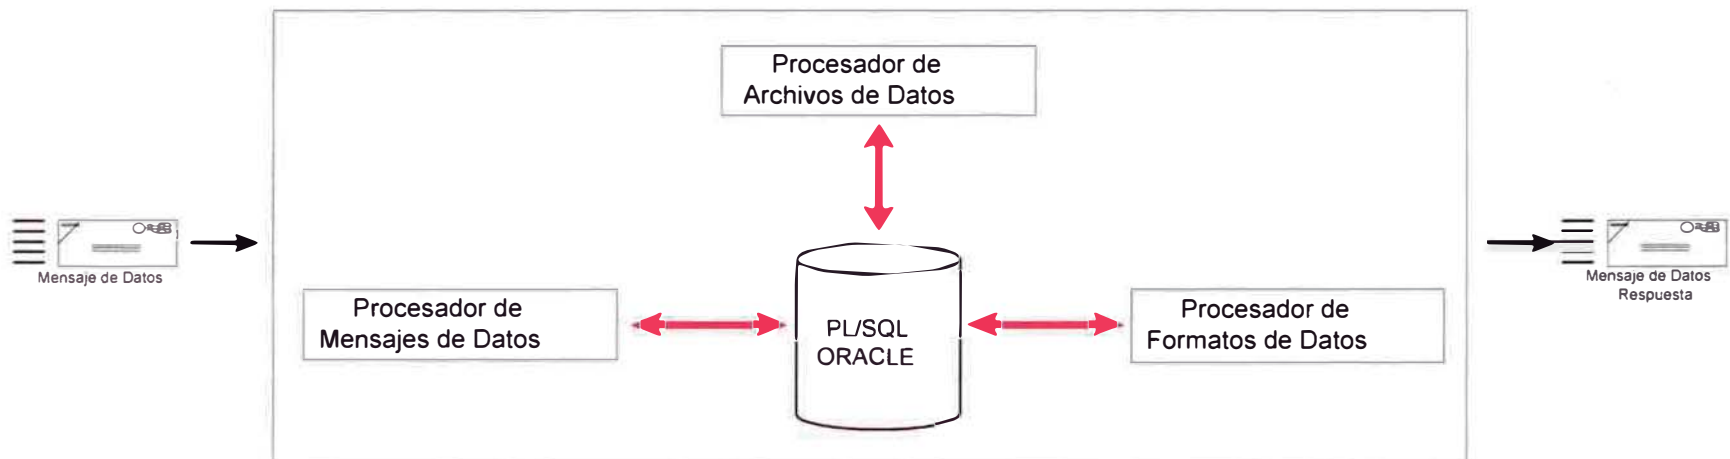 Procesador de
Archivos de Datos
Mensaje de Datos
Procesador de
Mensajes de Datos
PL/SQL
ORACLE
Procesador de
Formatos de Datos
Mensaje de Datos
Respuesta